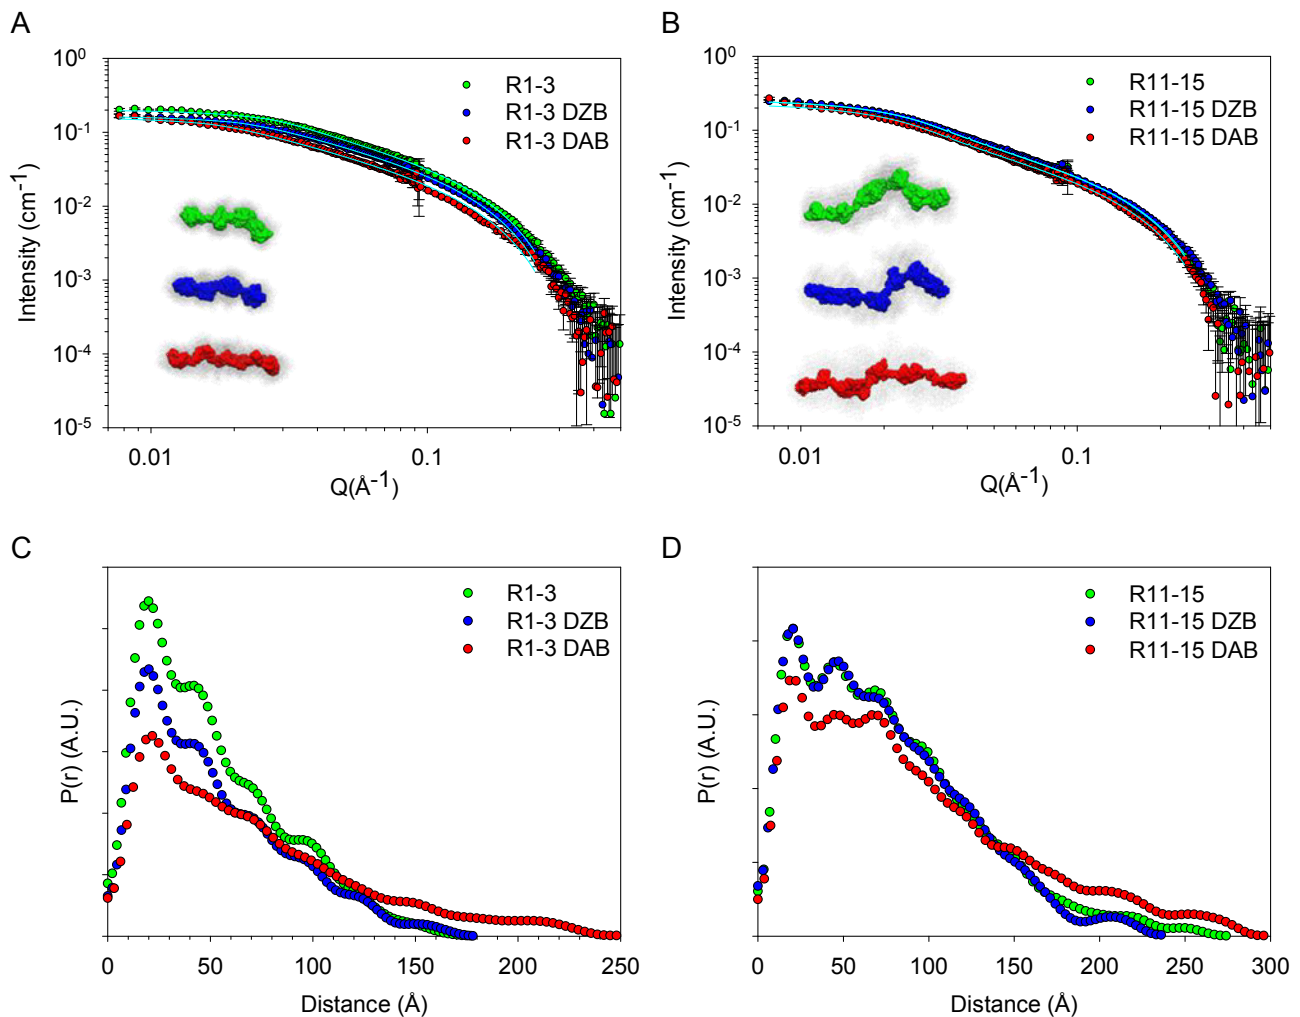 A
10⁰
10⁻¹
10⁻²
10⁻³
10⁻⁴
10⁻⁵
Intensity (cm⁻¹)
R1-3
R1-3 DZB
R1-3 DAB
0.01
0.1
Q(Å⁻¹)
B
10⁰
10⁻¹
10⁻²
10⁻³
10⁻⁴
10⁻⁵
Intensity (cm⁻¹)
R11-15
R11-15 DZB
R11-15 DAB
0.01
0.1
Q(Å⁻¹)
C
P(r) (A.U.)
R1-3
R1-3 DZB
R1-3 DAB
0 50 100 150 200 250
Distance (Å)
D
P(r) (A.U.)
R11-15
R11-15 DZB
R11-15 DAB
0 50 100 150 200 250 300
Distance (Å)